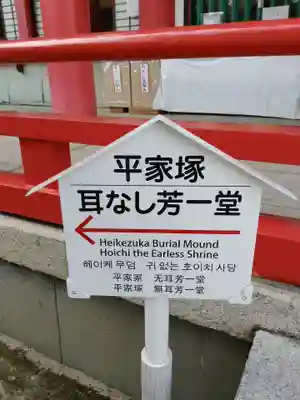 平家塚
耳なし芳一堂
Heikezuka Burial Mound
Hoichi the Earless Shrine
헤이케 무덤 귀 없는 호이치 사당
平家冢 无耳芳一堂
平家塚 無耳芳一堂